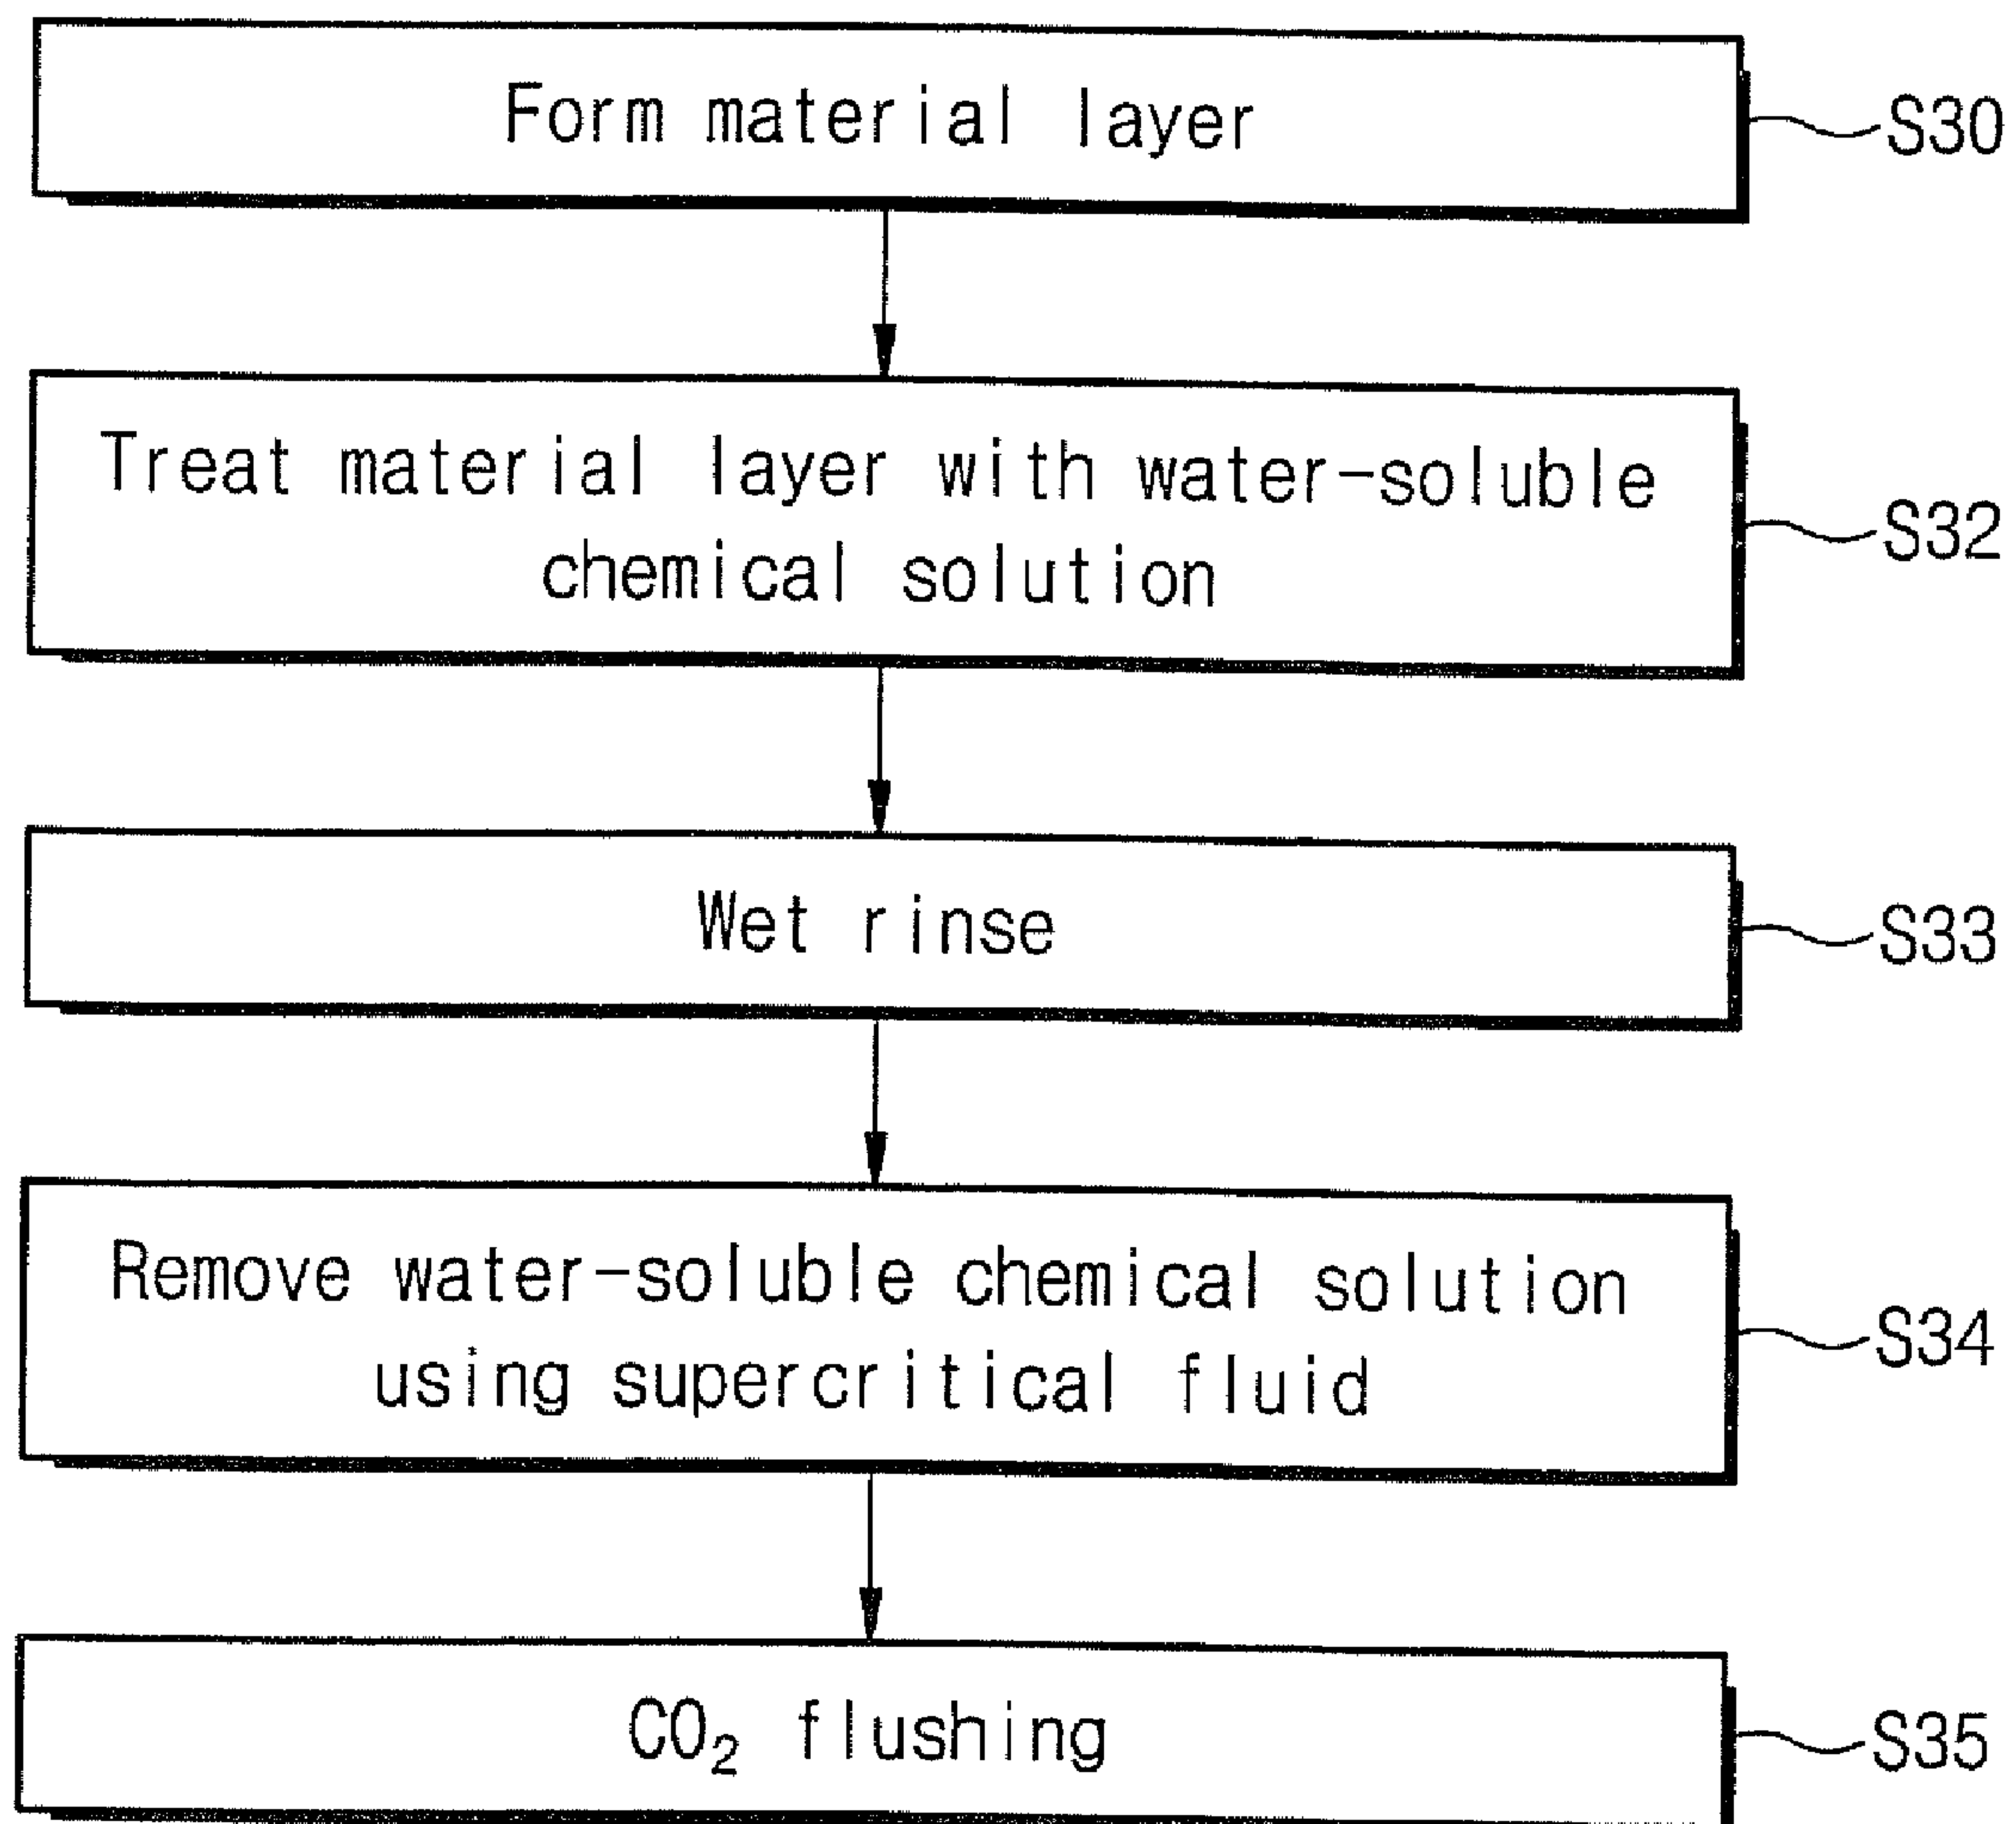 Form material layer
S30
Treat material layer with water-soluble
chemical solution
S32
Wet rinse
S33
Remove water-soluble chemical solution
using supercritical fluid
S34
CO₂ flushing
S35